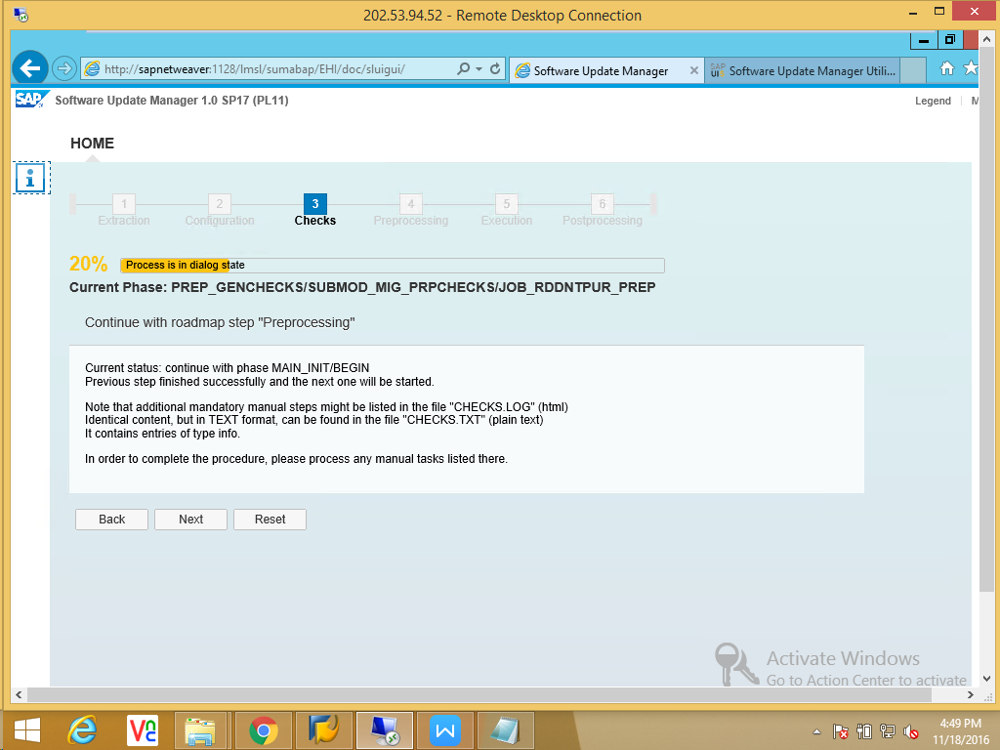 202.53.94.52 - Remote Desktop Connection
http://sapnetweaver:1128/lmsl/sumabap/EHI/doc/sluigui/
Software Update Manager
SAP UI Software Update Manager Utili...
SAP Software Update Manager 1.0 SP17 (PL11)
Legend
M
HOME
1 2 3 4 5 6
Extraction Configuration Checks Preprocessing Execution Postprocessing
20% Process is in dialog state
Current Phase: PREP_GENCHECKS/SUBMOD_MIG_PRPCHECKS/JOB_RDDNTPUR_PREP
Continue with roadmap step "Preprocessing"
Current status: continue with phase MAIN_INIT/BEGIN
Previous step finished successfully and the next one will be started.
Note that additional mandatory manual steps might be listed in the file "CHECKS.LOG" (html)
Identical content, but in TEXT format, can be found in the file "CHECKS.TXT" (plain text)
It contains entries of type info.
In order to complete the procedure, please process any manual tasks listed there.
Back Next Reset
Activate Windows
Go to Action Center to activate
4:49 PM
11/18/2016